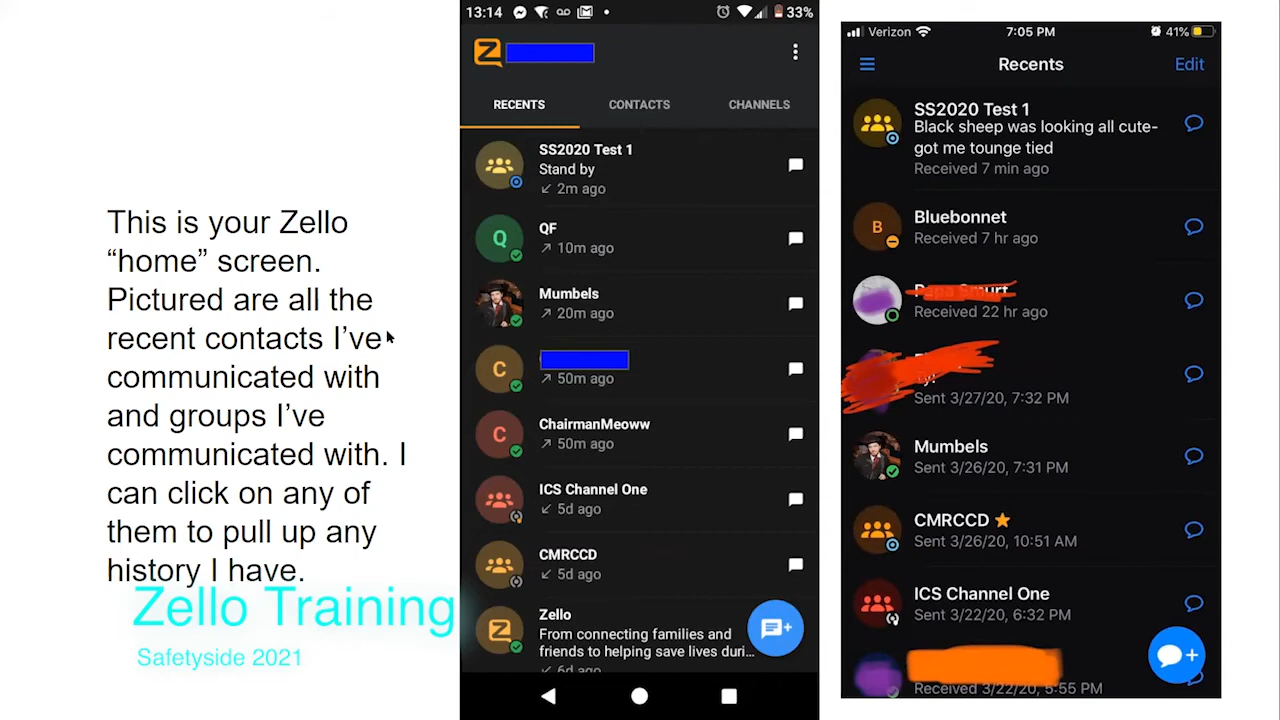 This is your Zello
“home” screen.
Pictured are all the
recent contacts I’ve
communicated with
and groups I’ve
communicated with. I
can click on any of
them to pull up any
history I have.
Zello Training
Safetyside 2021
13:14
33%
RECENTS CONTACTS CHANNELS
SS2020 Test 1
Stand by
↙ 2m ago
Q
QF
↗ 10m ago
Mumbels
↗ 20m ago
C
↗ 50m ago
C
ChairmanMeoww
↗ 50m ago
ICS Channel One
↙ 5d ago
CMRCCD
↙ 5d ago
Zello
From connecting families and
friends to helping save lives duri...
6d ago
Verizon 7:05 PM 41%
Recents Edit
SS2020 Test 1
Black sheep was looking all cute-
got me tounge tied
Received 7 min ago
B
Bluebonnet
Received 7 hr ago
Received 22 hr ago
Sent 3/27/20, 7:32 PM
Mumbels
Sent 3/26/20, 7:31 PM
CMRCCD
Sent 3/26/20, 10:51 AM
ICS Channel One
Sent 3/22/20, 6:32 PM
Received 3/22/20, 5:55 PM